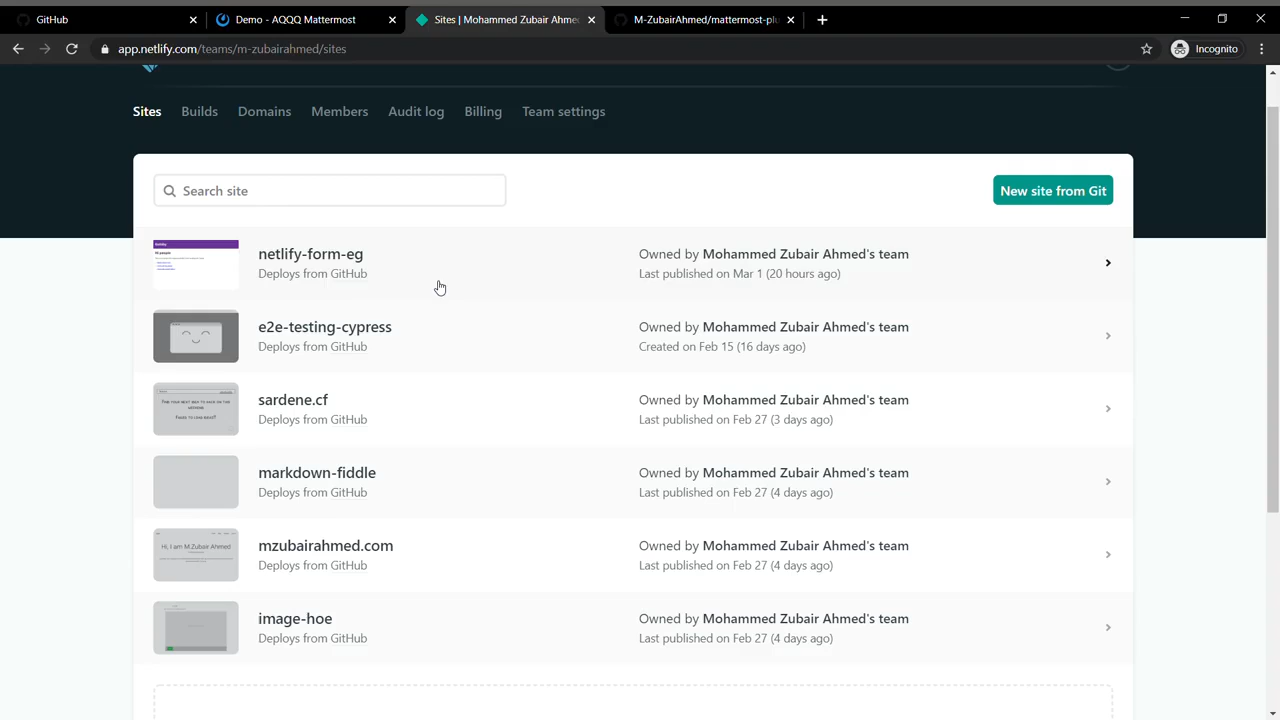 GitHub
Demo - AQQQ Mattermost
Sites | Mohammed Zubair Ahmed
M-ZubairAhmed/mattermost-plu
app.netlify.com/teams/m-zubairahmed/sites
Incognito
Sites Builds Domains Members Audit log Billing Team settings
Search site
New site from Git
netlify-form-eg
Deploys from GitHub
Owned by Mohammed Zubair Ahmed's team
Last published on Mar 1 (20 hours ago)
e2e-testing-cypress
Deploys from GitHub
Owned by Mohammed Zubair Ahmed's team
Created on Feb 15 (16 days ago)
sardene.cf
Deploys from GitHub
Owned by Mohammed Zubair Ahmed's team
Last published on Feb 27 (3 days ago)
markdown-fiddle
Deploys from GitHub
Owned by Mohammed Zubair Ahmed's team
Last published on Feb 27 (4 days ago)
Hi, I am M.Zubair Ahmed
mzubairahmed.com
Deploys from GitHub
Owned by Mohammed Zubair Ahmed's team
Last published on Feb 27 (4 days ago)
image-hoe
Deploys from GitHub
Owned by Mohammed Zubair Ahmed's team
Last published on Feb 27 (4 days ago)